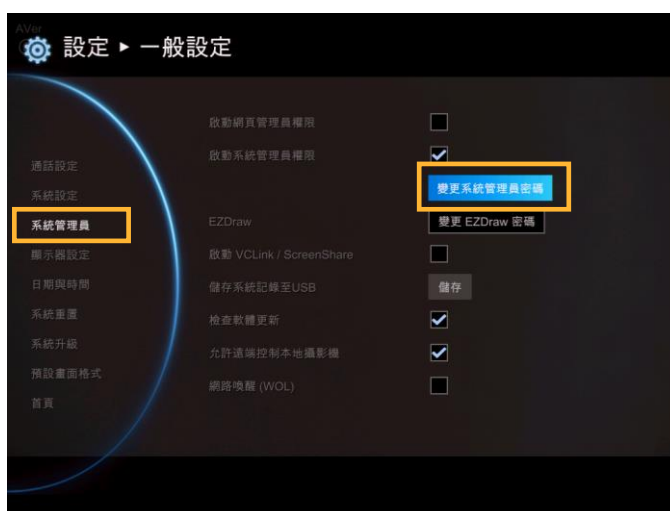 AVer
設定 ▸ 一般設定
通話設定
系統設定
系統管理員
顯示器設定
日期與時間
系統重置
系統升級
預設畫面格式
首頁
啟動網頁管理員權限
啟動系統管理員權限
變更系統管理員密碼
EZDraw
變更 EZDraw 密碼
啟動 VCLink / ScreenShare
儲存系統記錄至USB
儲存
檢查軟體更新
允許遠端控制本地攝影機
網路喚醒 (WOL)